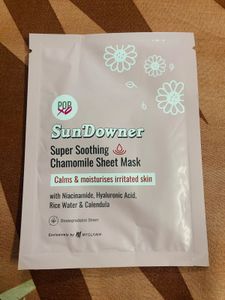 POP
xo
SunDowner
Super Soothing
Chamomile Sheet Mask
Calms & moisturises irritated skin
with Niacinamide, Hyaluronic Acid,
Rice Water & Calendula
Biodegradable Sheet
Exclusively by MYGLAMM